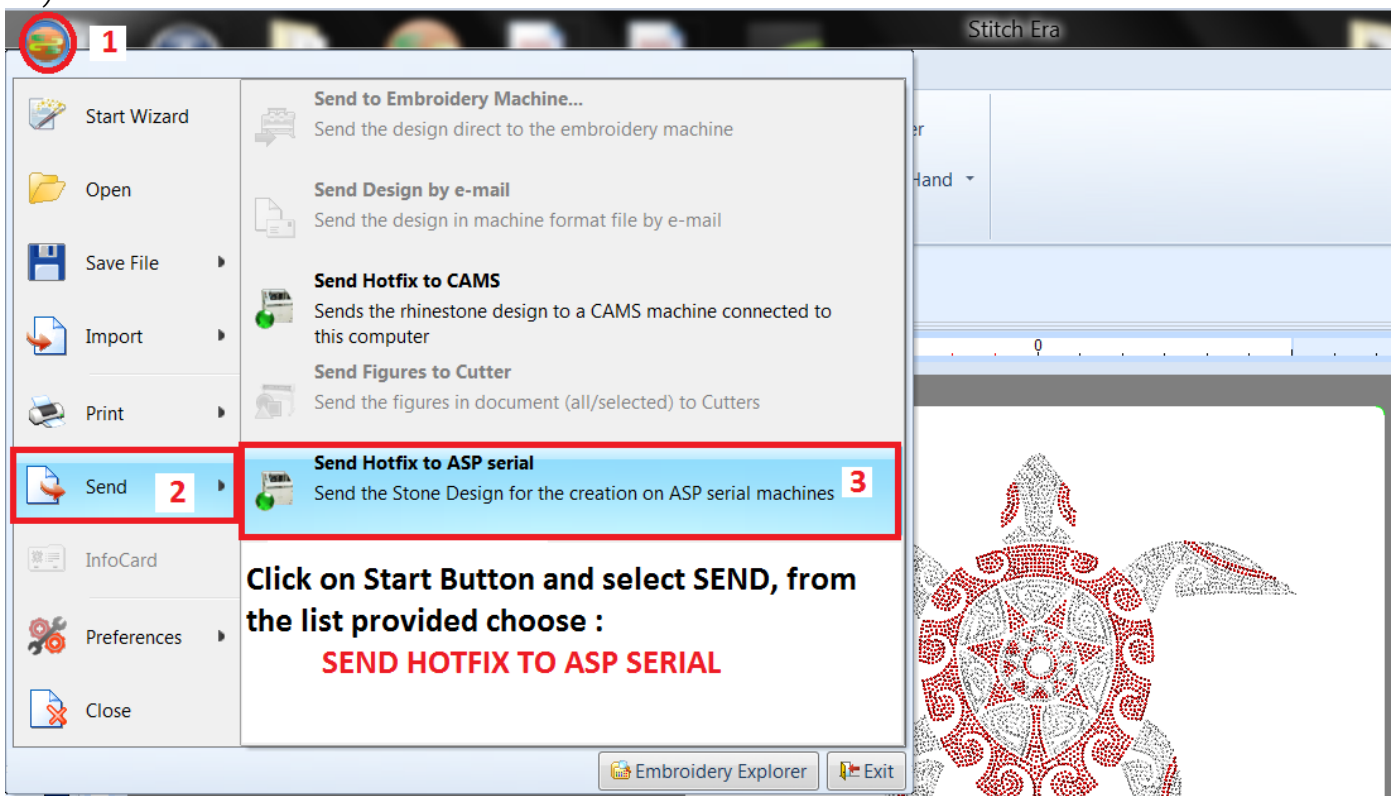 )
Stitch Era
1
Start Wizard
Open
Save File
Import
Print
Send
2
InfoCard
Preferences
Close
Send to Embroidery Machine...
Send the design direct to the embroidery machine
Send Design by e-mail
Send the design in machine format file by e-mail
Send Hotfix to CAMS
Sends the rhinestone design to a CAMS machine connected to
this computer
Send Figures to Cutter
Send the figures in document (all/selected) to Cutters
Send Hotfix to ASP serial
Send the Stone Design for the creation on ASP serial machines
3
Click on Start Button and select SEND, from
the list provided choose :
SEND HOTFIX TO ASP SERIAL
Embroidery Explorer
Exit
er
Hand
0